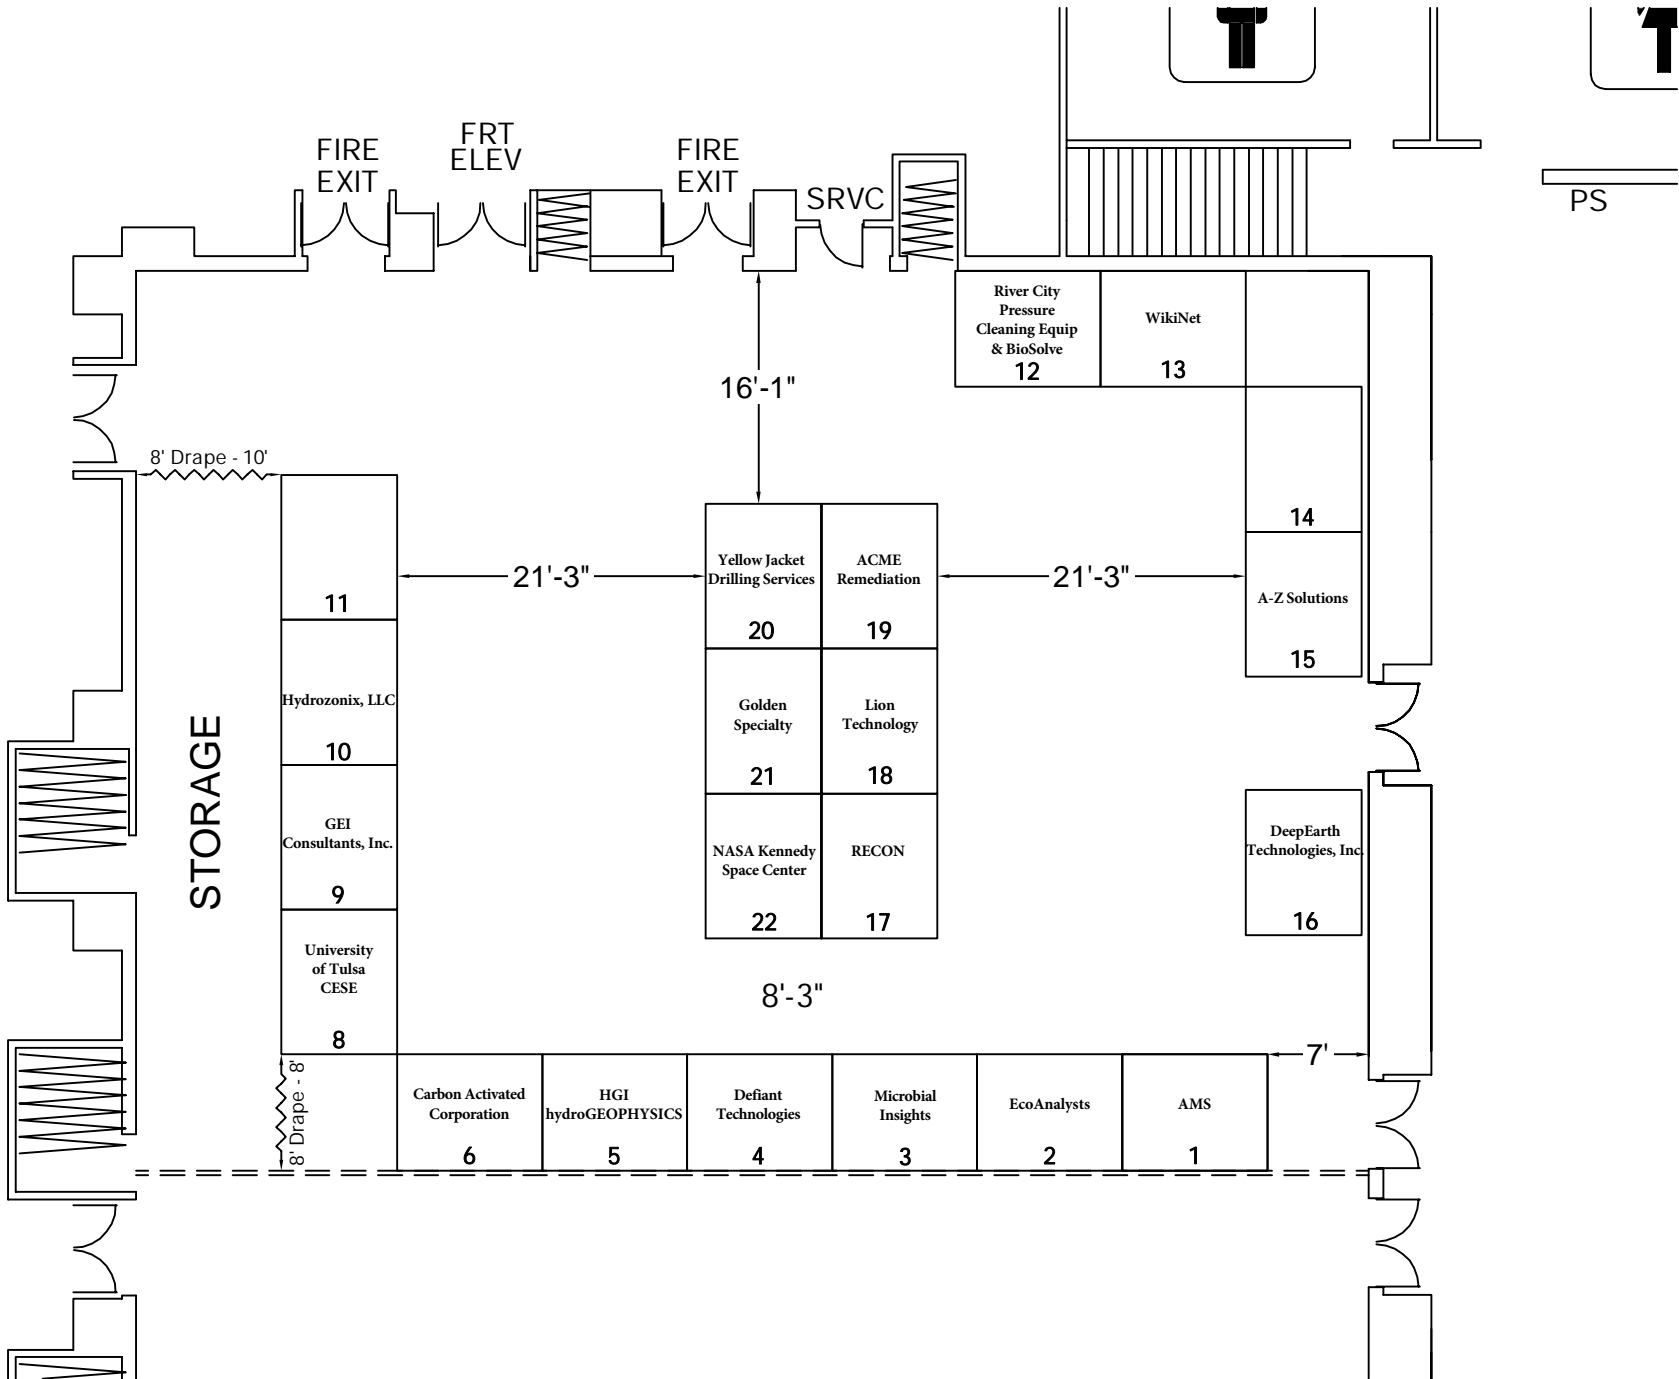 FIRE
EXIT
FRT
ELEV
FIRE
EXIT
SRVC
PS
River City
Pressure
Cleaning Equip
& BioSolve
12
WikiNet
13
16'-1"
8' Drape - 10'
14
11
21'-3"
Yellow Jacket
Drilling Services
20
ACME
Remediation
19
21'-3"
A-Z Solutions
15
STORAGE
Hydrozonix, LLC
10
Golden
Specialty
21
Lion
Technology
18
GEI
Consultants, Inc.
9
NASA Kennedy
Space Center
22
RECON
17
DeepEarth
Technologies, Inc.
16
University
of Tulsa
CESE
8
8'-3"
7'
8' Drape - 8'
Carbon Activated
Corporation
6
HGI
hydroGEOPHYSICS
5
Defiant
Technologies
4
Microbial
Insights
3
EcoAnalysts
2
AMS
1